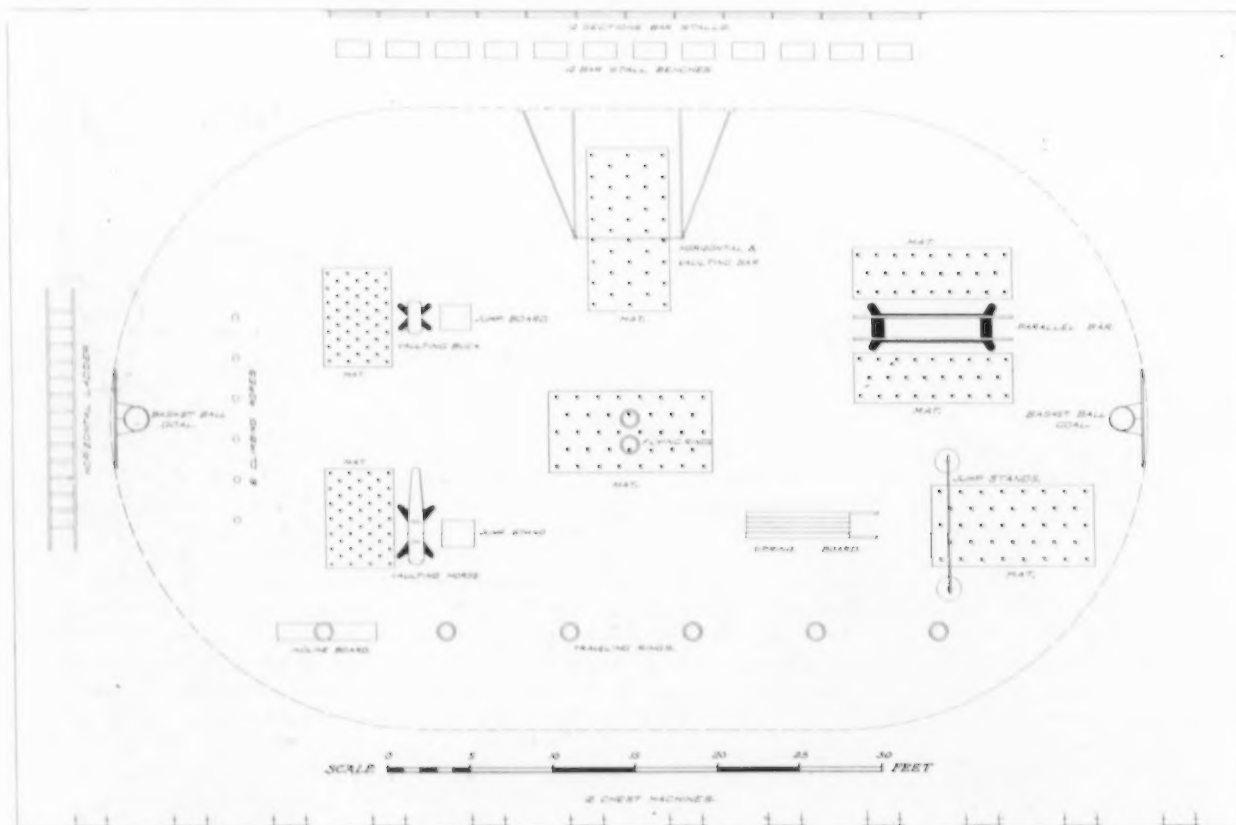 12 SECTIONS BAR STALLS.
12 BAR STALL BENCHES.
HORIZONTAL &
VAULTING BAR
MAT.
MAT.
PARALLEL BAR
MAT.
JUMP BOARD.
VAULTING BUCK
MAT
HORIZONTAL LADDER
BASKET BALL
GOAL.
6 CLIMBING ROPES
FLYING RINGS
MAT.
BASKET BALL
GOAL.
MAT
JUMP STAND
VAULTING HORSE
JUMP STANDS.
SPRING BOARD.
MAT.
INCLINE BOARD.
TRAVELING RINGS.
SCALE 0 5 10 15 20 25 30 FEET
12 CHEST MACHINES.